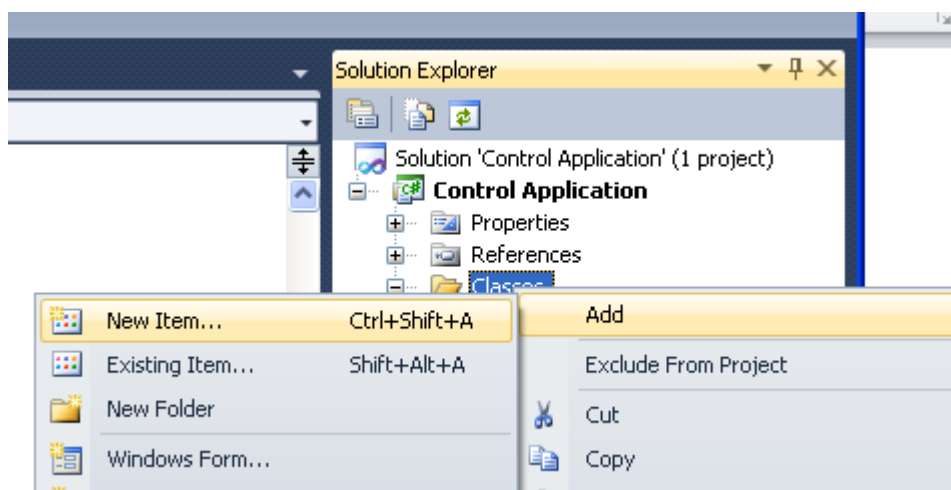 Solution Explorer
Solution 'Control Application' (1 project)
Control Application
Properties
References
Classes
New Item... Ctrl+Shift+A
Existing Item... Shift+Alt+A
New Folder
Windows Form...
Add
Exclude From Project
Cut
Copy